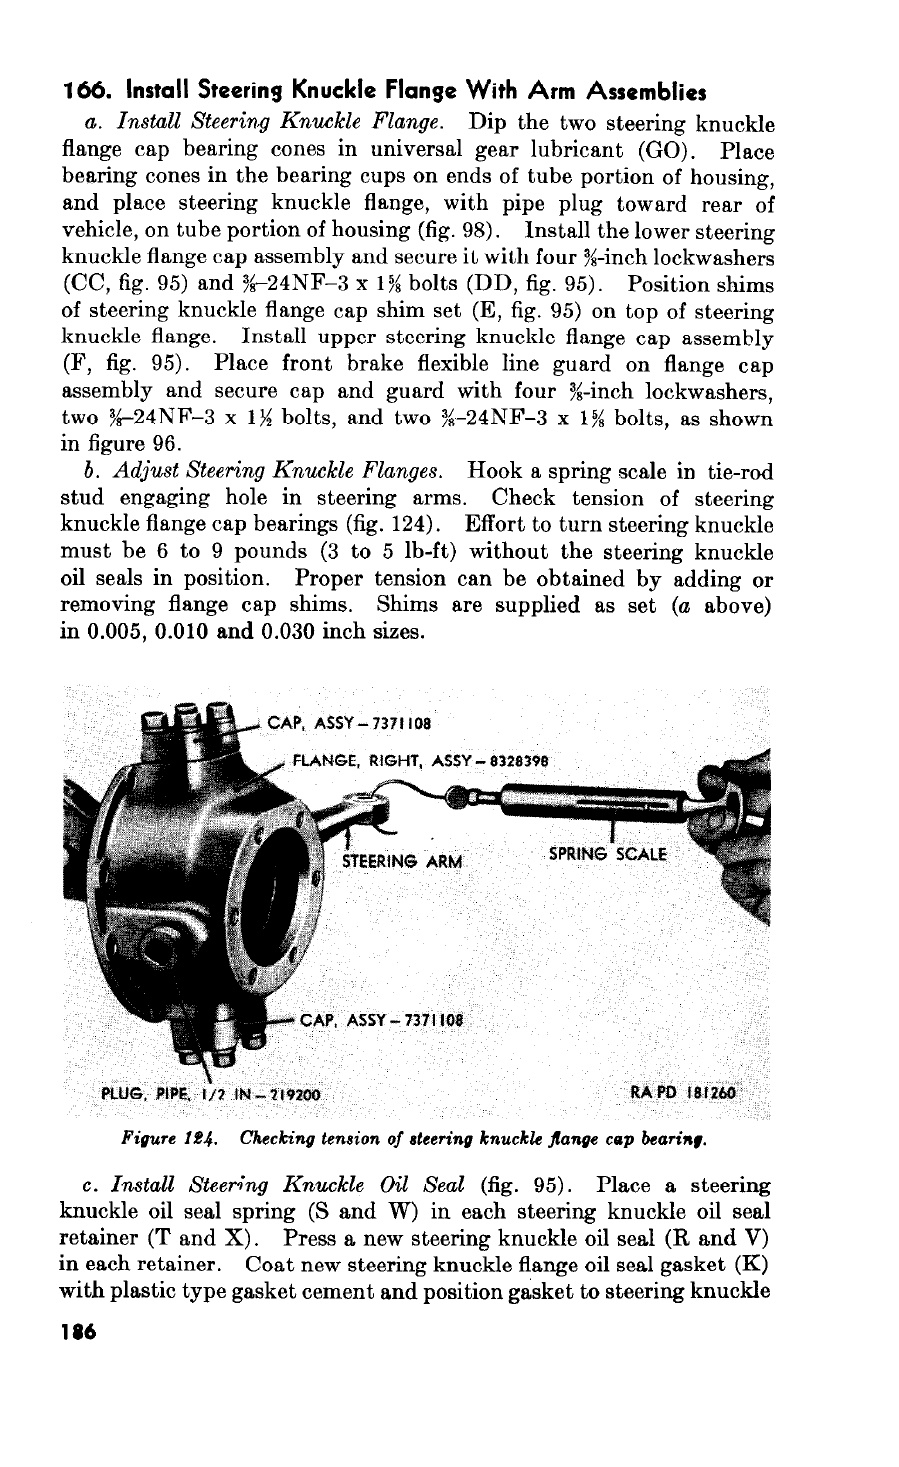 166. Install Steering Knuckle Flange With Arm Assemblies
a. Install Steering Knuckle Flange. Dip the two steering knuckle
flange cap bearing cones in universal gear lubricant (GO). Place
bearing cones in the bearing cups on ends of tube portion of housing,
and place steering knuckle flange, with pipe plug toward rear of
vehicle, on tube portion of housing (fig. 98). Install the lower steering
knuckle flange cap assembly and secure it with four ⅜-inch lockwashers
(CC, fig. 95) and ⅜-24NF-3 x 1⅝ bolts (DD, fig. 95). Position shims
of steering knuckle flange cap shim set (E, fig. 95) on top of steering
knuckle flange. Install upper steering knuckle flange cap assembly
(F, fig. 95). Place front brake flexible line guard on flange cap
assembly and secure cap and guard with four ⅜-inch lockwashers,
two ⅜-24NF-3 x 1½ bolts, and two ⅜-24NF-3 x 1⅝ bolts, as shown
in figure 96.
b. Adjust Steering Knuckle Flanges. Hook a spring scale in tie-rod
stud engaging hole in steering arms. Check tension of steering
knuckle flange cap bearings (fig. 124). Effort to turn steering knuckle
must be 6 to 9 pounds (3 to 5 lb-ft) without the steering knuckle
oil seals in position. Proper tension can be obtained by adding or
removing flange cap shims. Shims are supplied as set (a above)
in 0.005, 0.010 and 0.030 inch sizes.
CAP, ASSY-7371108
FLANGE, RIGHT, ASSY-8328398
STEERING ARM
SPRING SCALE
CAP, ASSY-7371108
PLUG, PIPE, 1/2 IN-219200
RA PD 181260
Figure 124. Checking tension of steering knuckle flange cap bearing.
c. Install Steering Knuckle Oil Seal (fig. 95). Place a steering
knuckle oil seal spring (S and W) in each steering knuckle oil seal
retainer (T and X). Press a new steering knuckle oil seal (R and V)
in each retainer. Coat new steering knuckle flange oil seal gasket (K)
with plastic type gasket cement and position gasket to steering knuckle
186